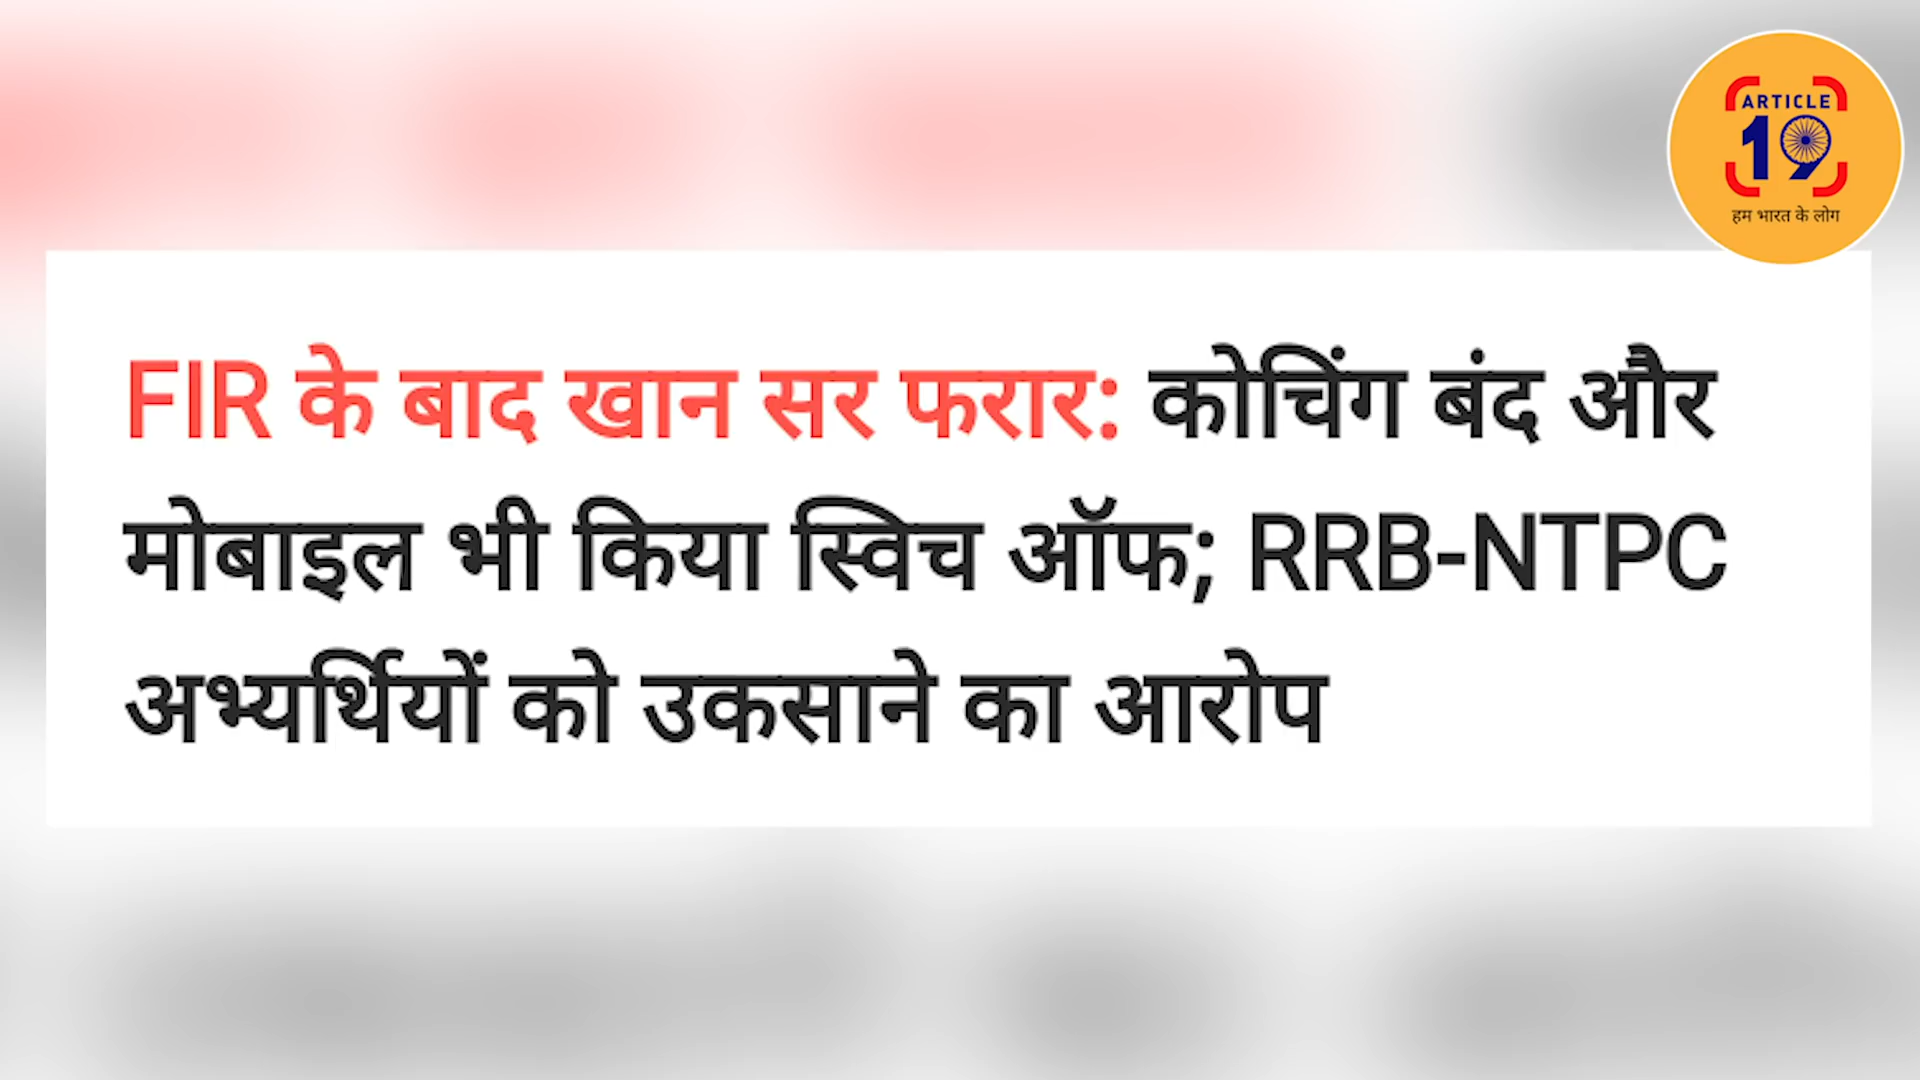 ARTICLE
19
हम भारत के लोग
FIR के बाद खान सर फरार: कोचिंग बंद और
मोबाइल भी किया स्विच ऑफ; RRB-NTPC
अभ्यर्थियों को उकसाने का आरोप